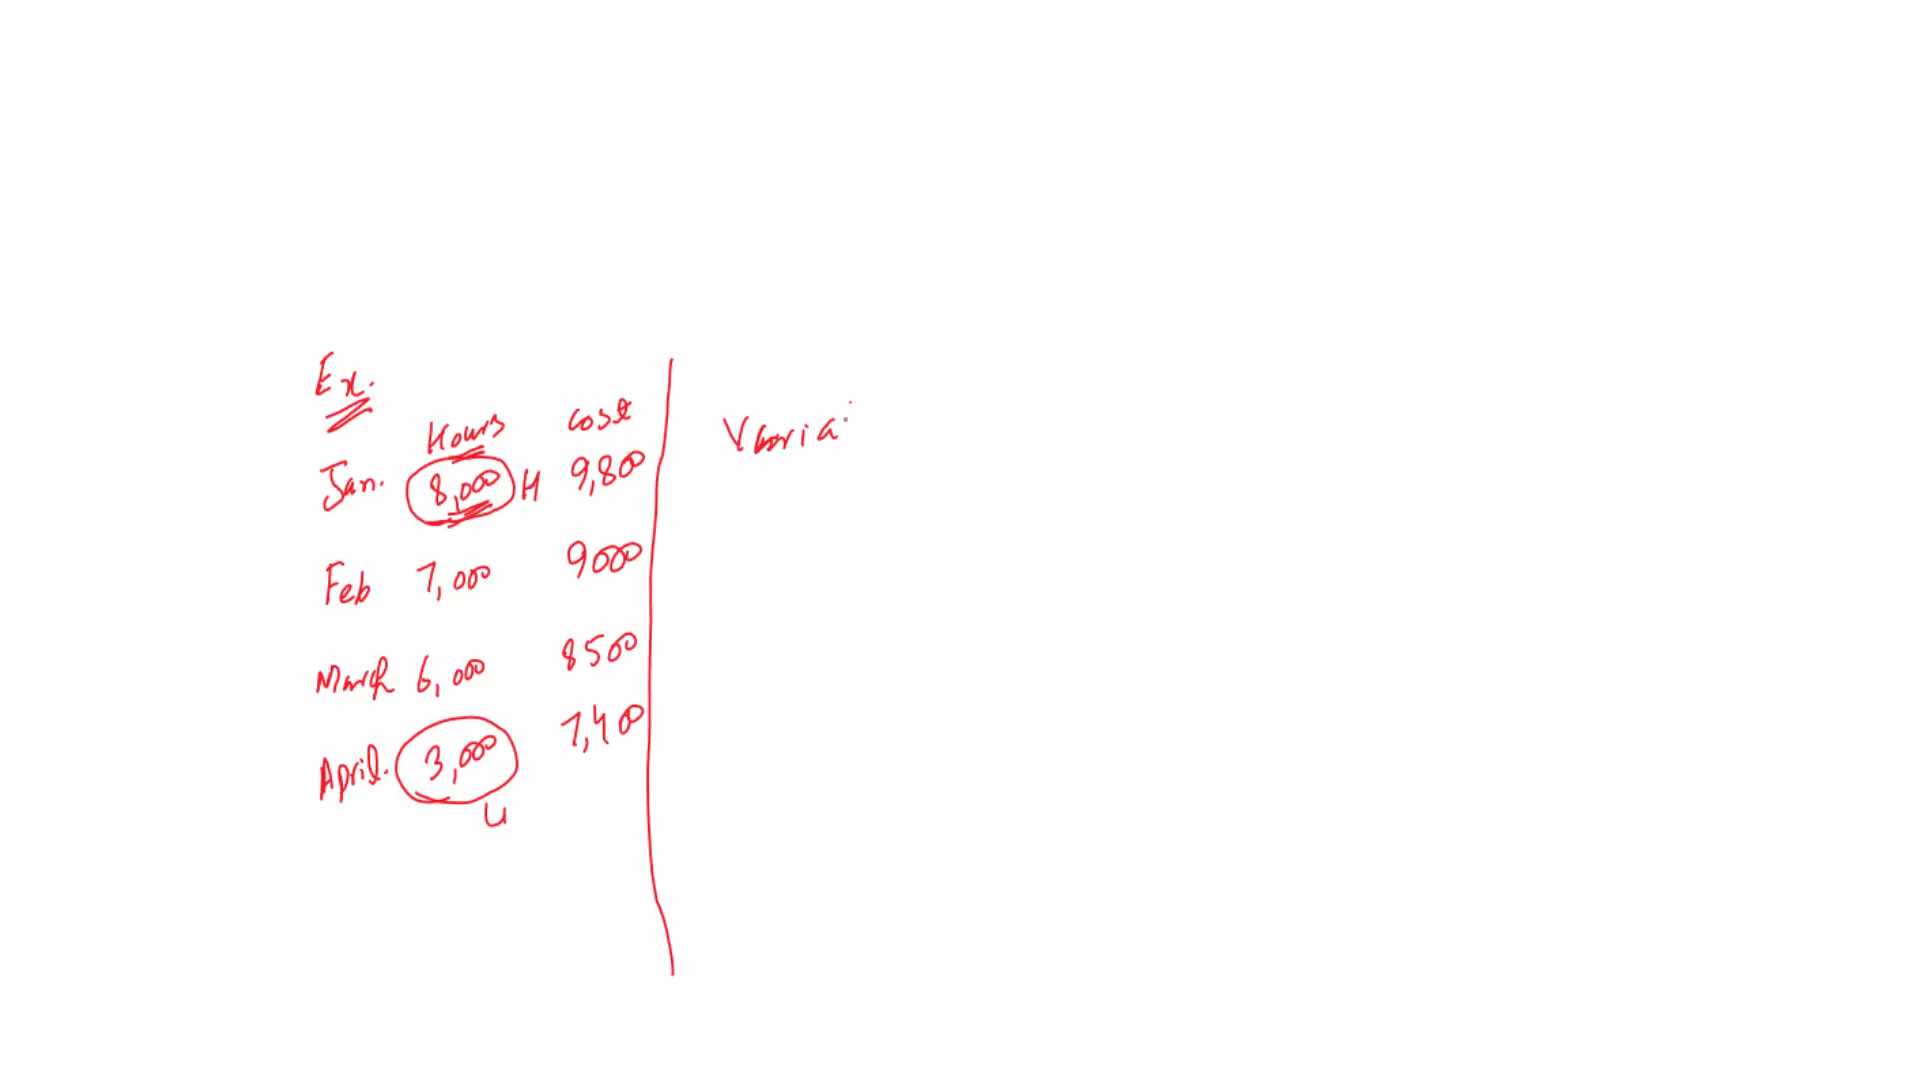 Ex.
Hours cost
Jan. 8,000 H 9,800
Feb 7,000 9000
March 6,000 8500
April. 3,000 7,400
L
Varia